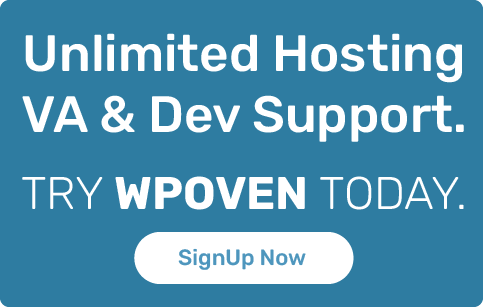 Unlimited Hosting
VA & Dev Support.
TRY WPOVEN TODAY.
SignUp Now